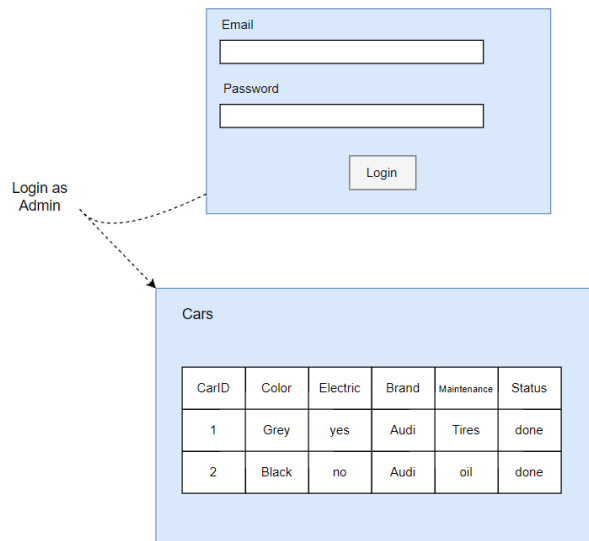 Email
Password
Login
Login as
Admin
Cars
CarID Color Electric Brand Maintenance Status
1 Grey yes Audi Tires done
2 Black no Audi oil done